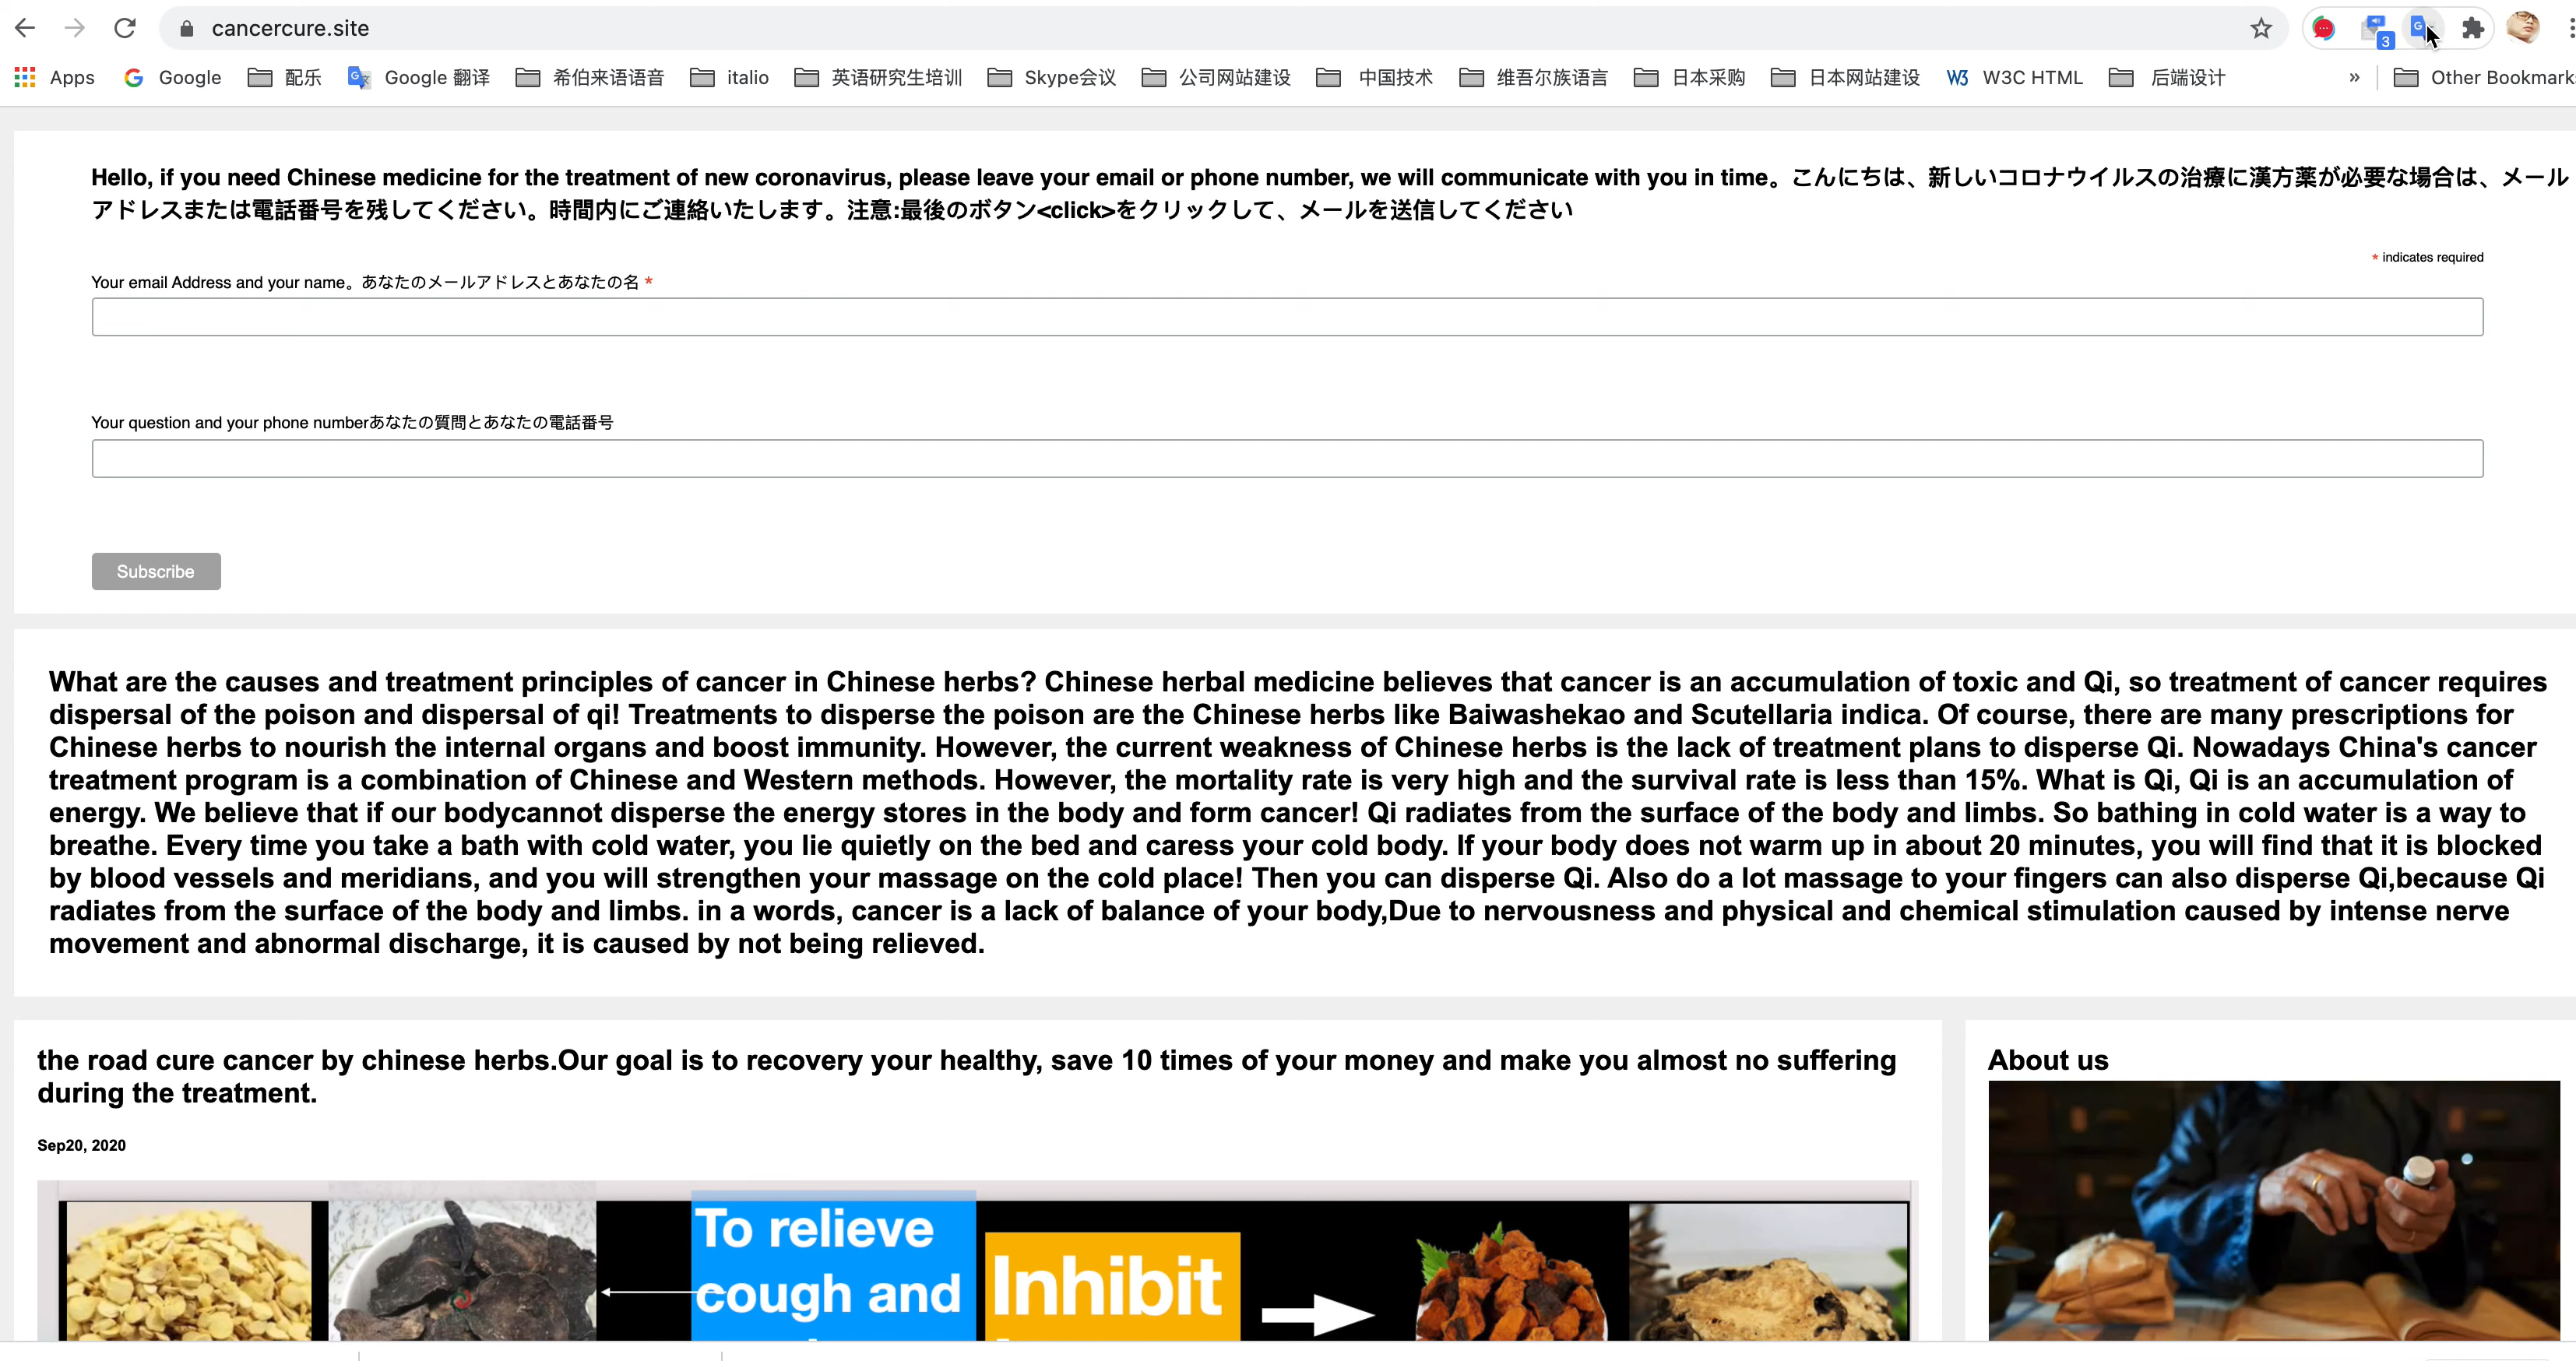 cancercure.site
3
Apps Google 配乐 Google 翻译 希伯来语语音 italio 英语研究生培训 Skype会议 公司网站建设 中国技术 维吾尔族语言 日本采购 日本网站建设 W3C HTML 后端设计 » Other Bookmark
Hello, if you need Chinese medicine for the treatment of new coronavirus, please leave your email or phone number, we will communicate with you in time。こんにちは、新しいコロナウイルスの治療に漢方薬が必要な場合は、メール
アドレスまたは電話番号を残してください。時間内にご連絡いたします。注意:最後のボタン<click>をクリックして、メールを送信してください
* indicates required
Your email Address and your name。あなたのメールアドレスとあなたの名 *
Your question and your phone numberあなたの質問とあなたの電話番号
Subscribe
What are the causes and treatment principles of cancer in Chinese herbs? Chinese herbal medicine believes that cancer is an accumulation of toxic and Qi, so treatment of cancer requires
dispersal of the poison and dispersal of qi! Treatments to disperse the poison are the Chinese herbs like Baiwashekao and Scutellaria indica. Of course, there are many prescriptions for
Chinese herbs to nourish the internal organs and boost immunity. However, the current weakness of Chinese herbs is the lack of treatment plans to disperse Qi. Nowadays China's cancer
treatment program is a combination of Chinese and Western methods. However, the mortality rate is very high and the survival rate is less than 15%. What is Qi, Qi is an accumulation of
energy. We believe that if our bodycannot disperse the energy stores in the body and form cancer! Qi radiates from the surface of the body and limbs. So bathing in cold water is a way to
breathe. Every time you take a bath with cold water, you lie quietly on the bed and caress your cold body. If your body does not warm up in about 20 minutes, you will find that it is blocked
by blood vessels and meridians, and you will strengthen your massage on the cold place! Then you can disperse Qi. Also do a lot massage to your fingers can also disperse Qi,because Qi
radiates from the surface of the body and limbs. in a words, cancer is a lack of balance of your body,Due to nervousness and physical and chemical stimulation caused by intense nerve
movement and abnormal discharge, it is caused by not being relieved.
the road cure cancer by chinese herbs.Our goal is to recovery your healthy, save 10 times of your money and make you almost no suffering
during the treatment.
Sep20, 2020
To relieve
cough and
Inhibit
About us